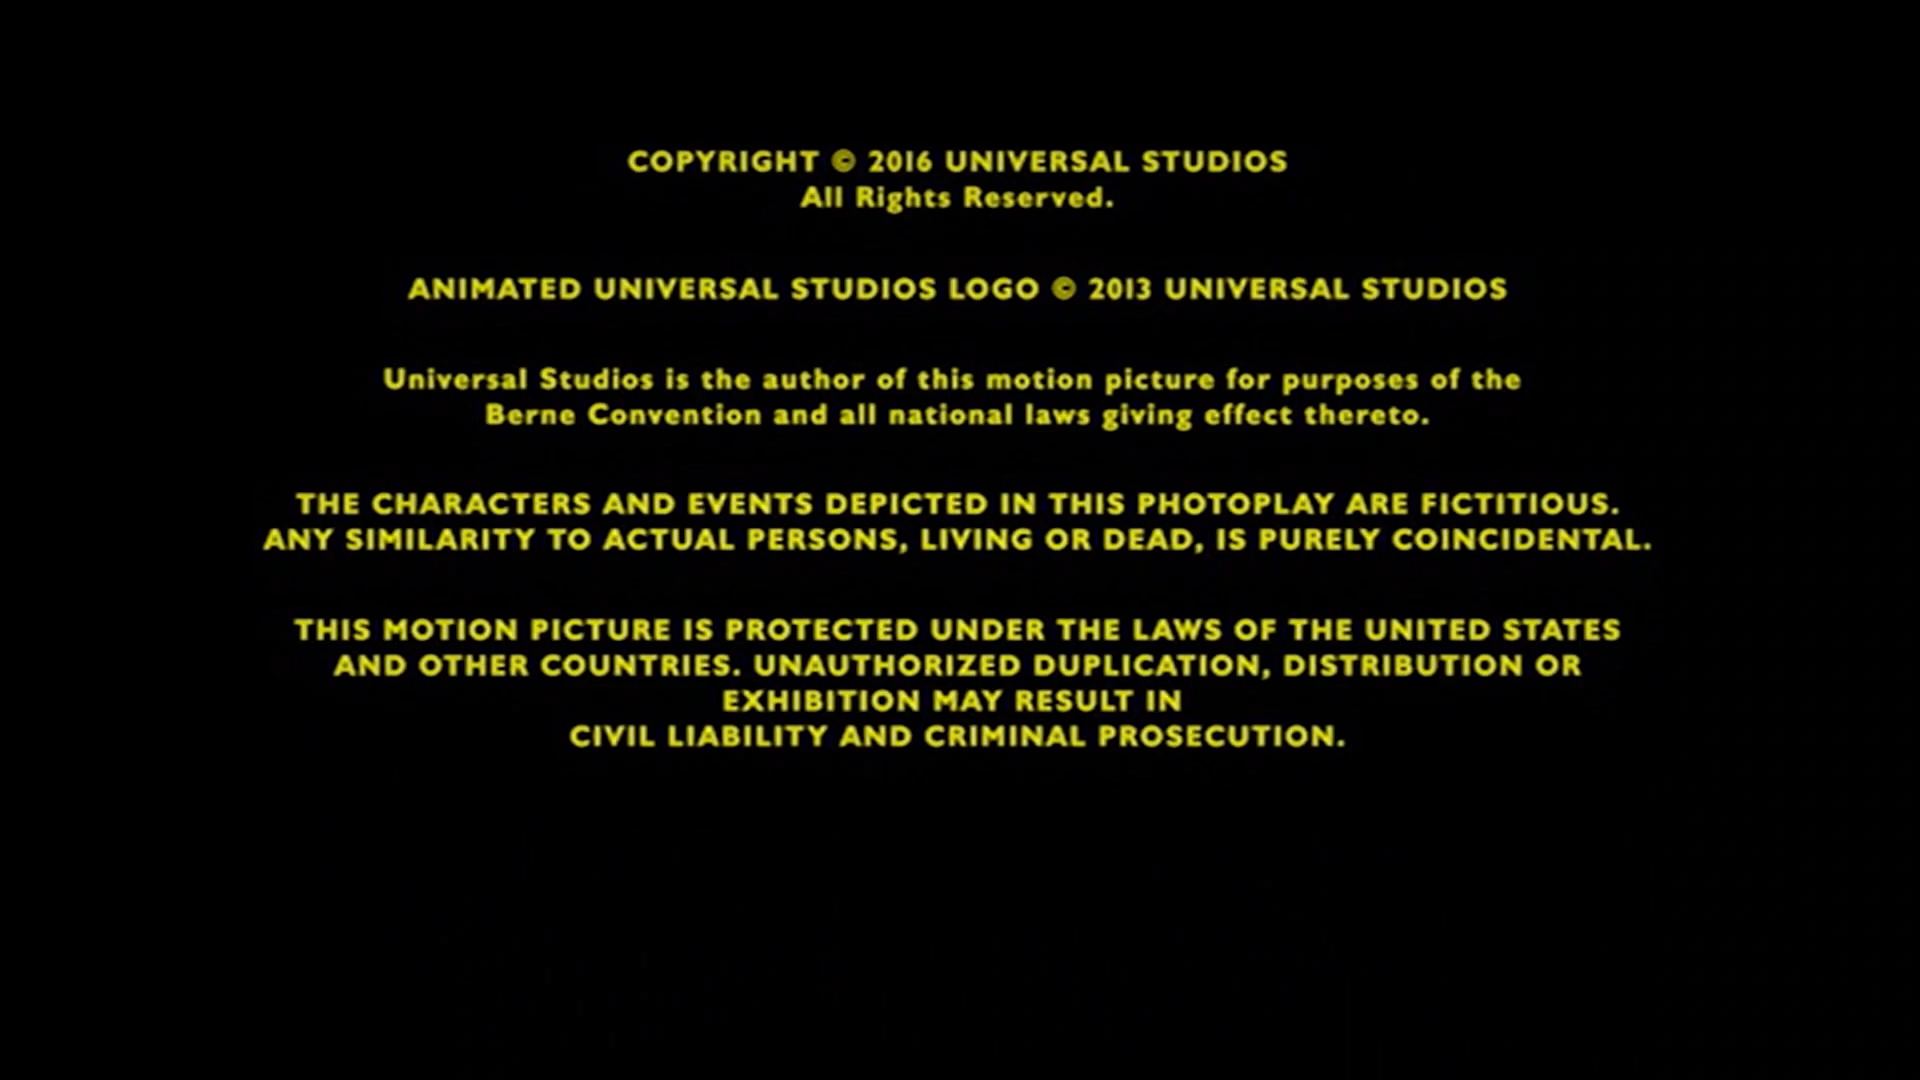 COPYRIGHT © 2016 UNIVERSAL STUDIOS
All Rights Reserved.
ANIMATED UNIVERSAL STUDIOS LOGO © 2013 UNIVERSAL STUDIOS
Universal Studios is the author of this motion picture for purposes of the
Berne Convention and all national laws giving effect thereto.
THE CHARACTERS AND EVENTS DEPICTED IN THIS PHOTOPLAY ARE FICTITIOUS.
ANY SIMILARITY TO ACTUAL PERSONS, LIVING OR DEAD, IS PURELY COINCIDENTAL.
THIS MOTION PICTURE IS PROTECTED UNDER THE LAWS OF THE UNITED STATES
AND OTHER COUNTRIES. UNAUTHORIZED DUPLICATION, DISTRIBUTION OR
EXHIBITION MAY RESULT IN
CIVIL LIABILITY AND CRIMINAL PROSECUTION.